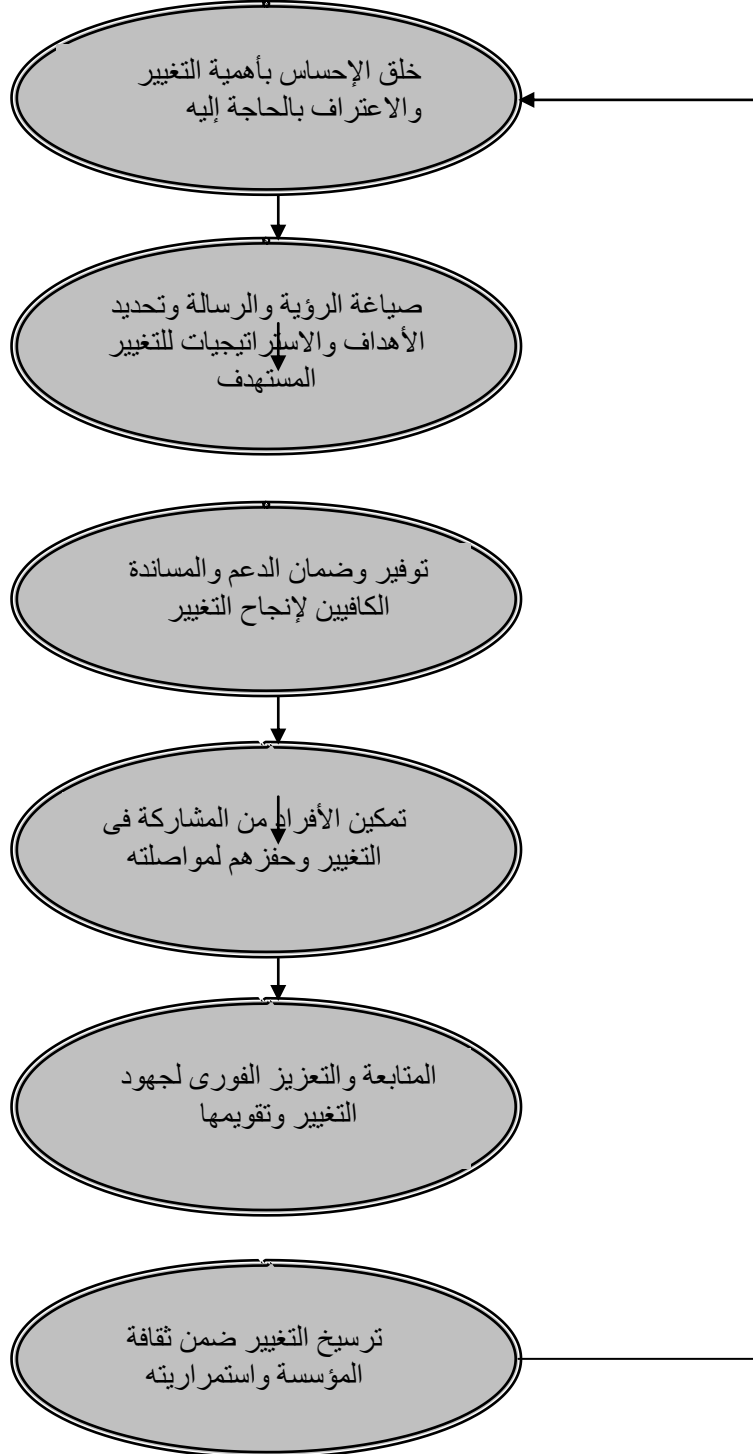 خلق الإحساس بأهمية التغيير
والاعتراف بالحاجة إليه
صياغة الرؤية والرسالة وتحديد
الأهداف والاستراتيجيات للتغيير
المستهدف
توفير وضمان الدعم والمساندة
الكافيين لإنجاح التغيير
تمكين الأفراد من المشاركة فى
التغيير وحفزهم لمواصلته
المتابعة والتعزيز الفورى لجهود
التغيير وتقويمها
ترسيخ التغيير ضمن ثقافة
المؤسسة واستمراريته